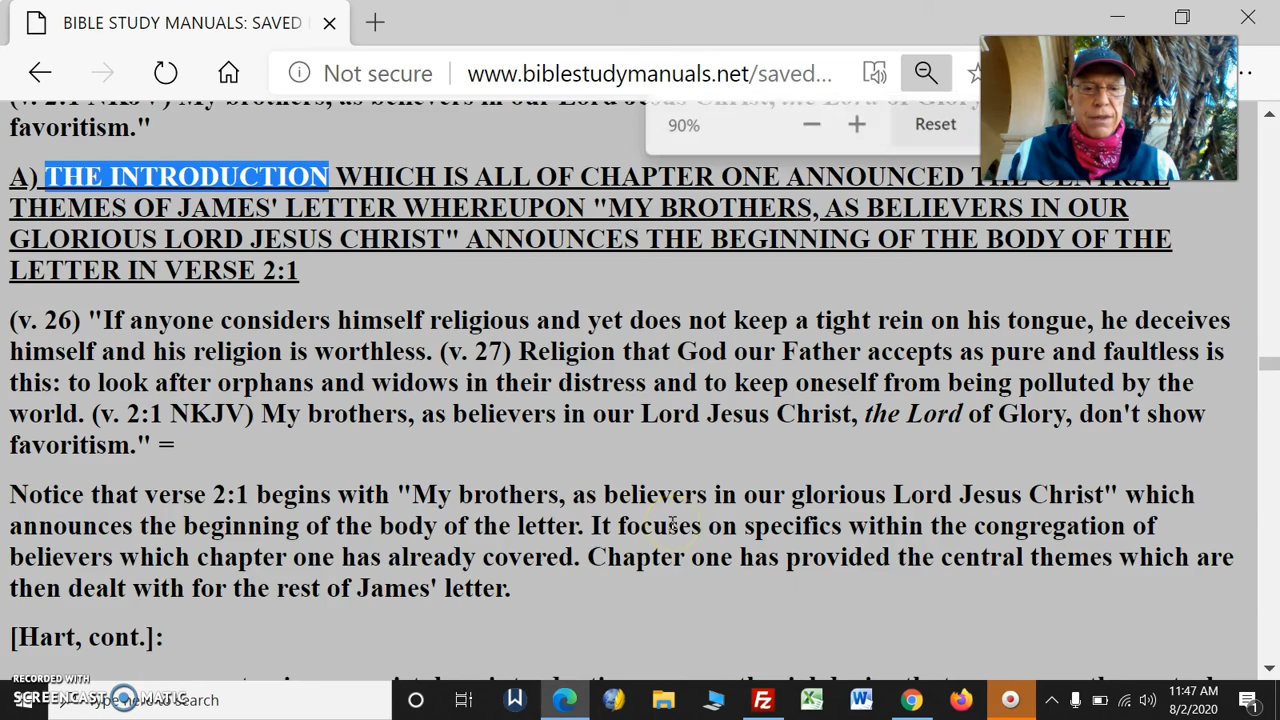 BIBLE STUDY MANUALS: SAVED
Not secure
www.biblestudymanuals.net/saved...
90%
Reset
favoritism."
A) THE INTRODUCTION WHICH IS ALL OF CHAPTER ONE ANNOUNCED THE CENTRAL
THEMES OF JAMES' LETTER WHEREUPON "MY BROTHERS, AS BELIEVERS IN OUR
GLORIOUS LORD JESUS CHRIST" ANNOUNCES THE BEGINNING OF THE BODY OF THE
LETTER IN VERSE 2:1
(v. 26) "If anyone considers himself religious and yet does not keep a tight rein on his tongue, he deceives
himself and his religion is worthless. (v. 27) Religion that God our Father accepts as pure and faultless is
this: to look after orphans and widows in their distress and to keep oneself from being polluted by the
world. (v. 2:1 NKJV) My brothers, as believers in our Lord Jesus Christ, the Lord of Glory, don't show
favoritism." =
Notice that verse 2:1 begins with "My brothers, as believers in our glorious Lord Jesus Christ" which
announces the beginning of the body of the letter. It focuses on specifics within the congregation of
believers which chapter one has already covered. Chapter one has provided the central themes which are
then dealt with for the rest of James' letter.
[Hart, cont.]:
RECORDED WITH
SCREENCAST MATIC
here to search
11:47 AM
8/2/2020